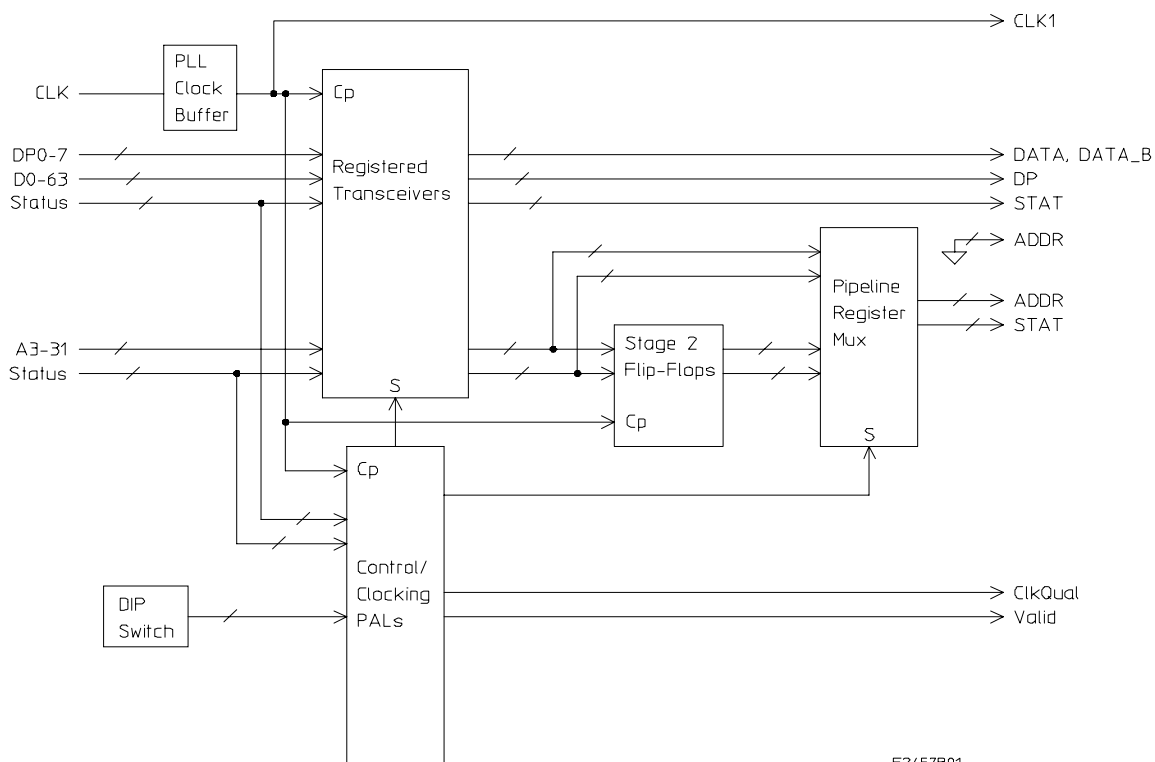 CLK1
PLL
Clock
Buffer
CLK
Cp
DP0-7
D0-63
Status
Registered
Transceivers
DATA, DATA_B
DP
STAT
ADDR
Pipeline
Register
Mux
ADDR
STAT
A3-31
Status
Stage 2
Flip-Flops
Cp
S
S
Cp
Control/
Clocking
PALs
DIP
Switch
ClkQual
Valid